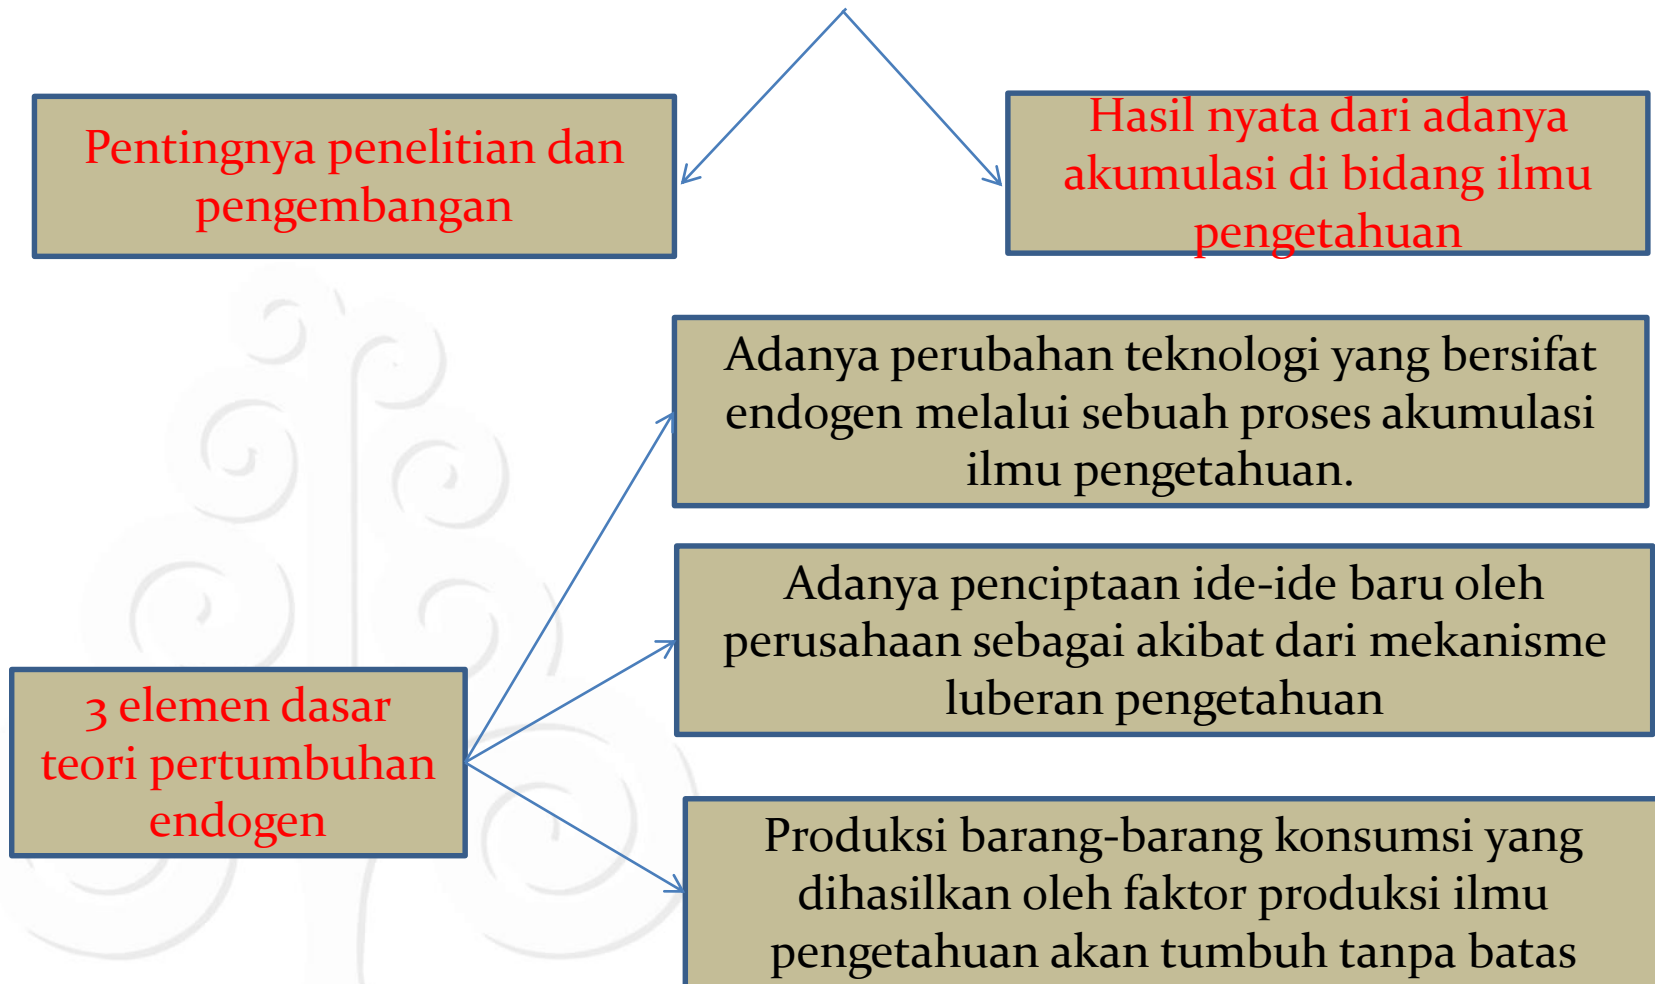 Pentingnya penelitian dan
pengembangan
Hasil nyata dari adanya
akumulasi di bidang ilmu
pengetahuan
Adanya perubahan teknologi yang bersifat
endogen melalui sebuah proses akumulasi
ilmu pengetahuan.
Adanya penciptaan ide-ide baru oleh
perusahaan sebagai akibat dari mekanisme
luberan pengetahuan
3 elemen dasar
teori pertumbuhan
endogen
Produksi barang-barang konsumsi yang
dihasilkan oleh faktor produksi ilmu
pengetahuan akan tumbuh tanpa batas